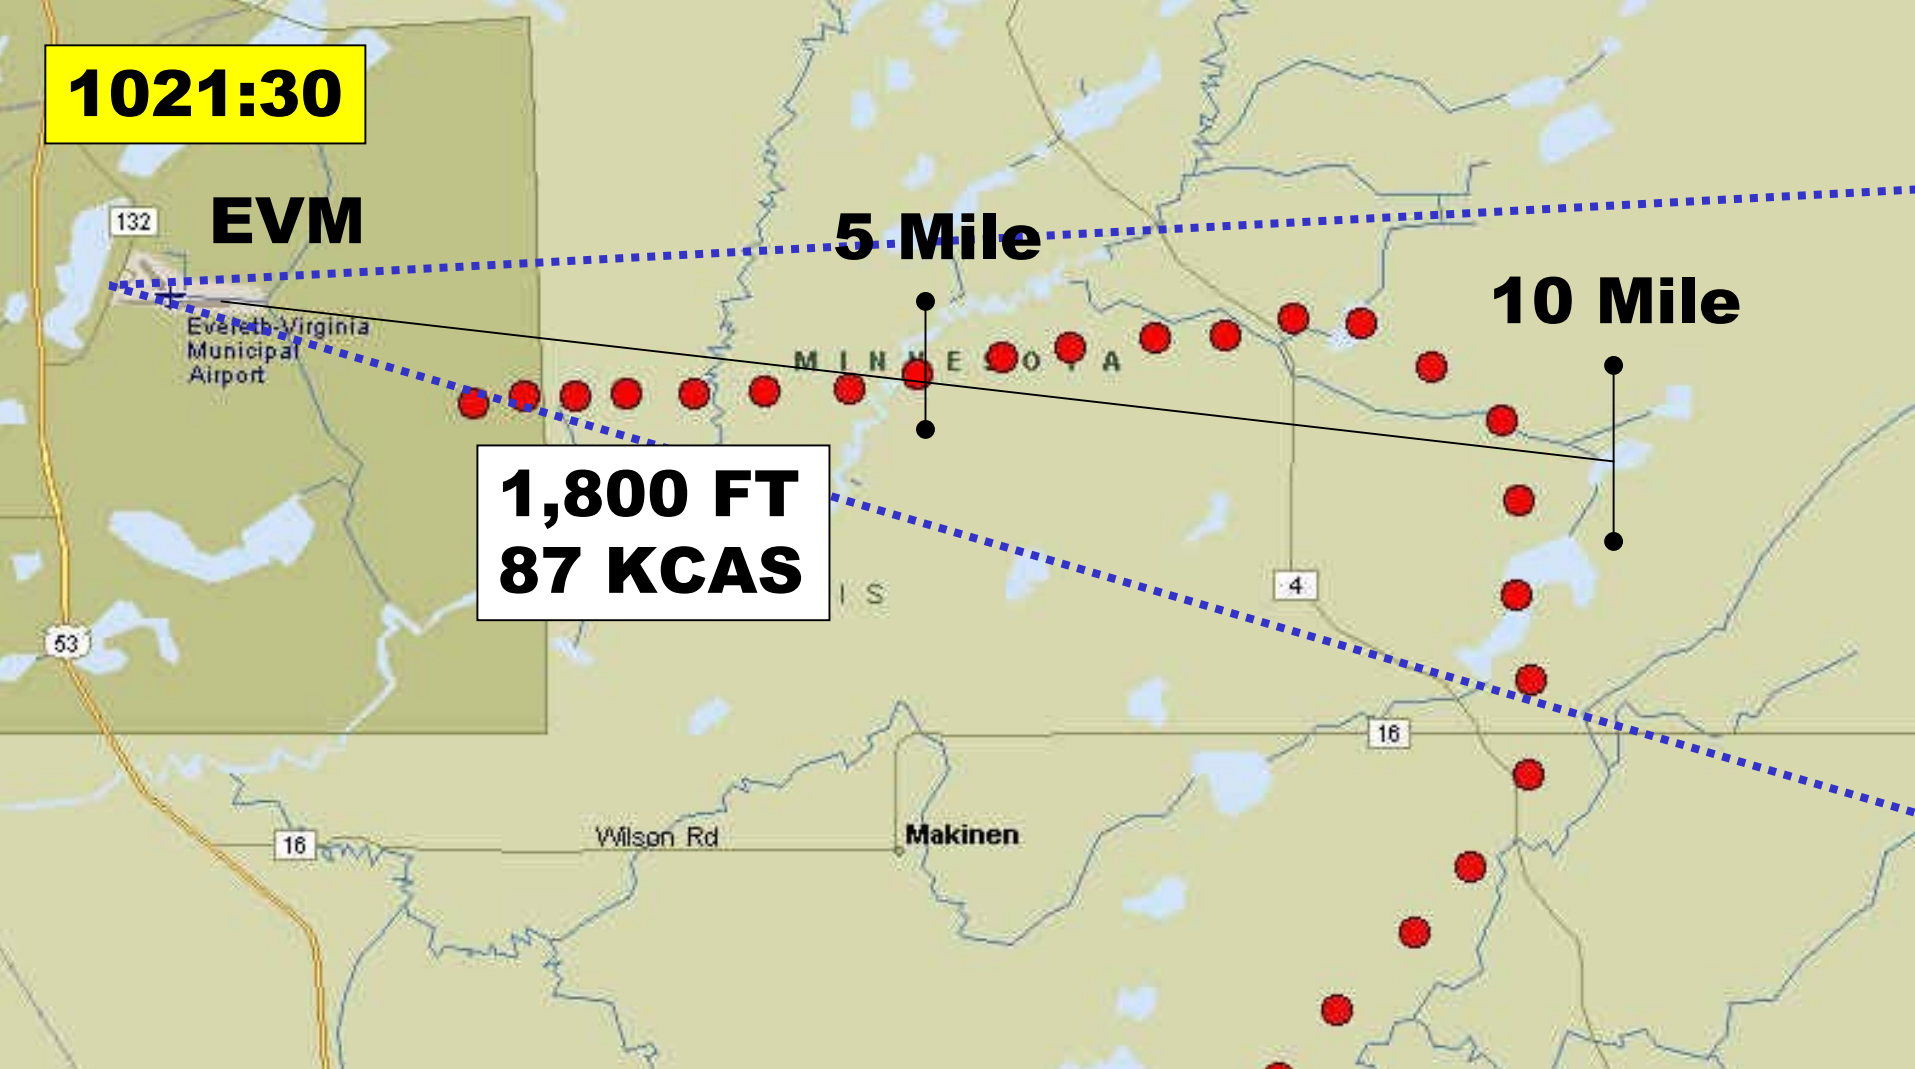 1021:30
EVM
132
5 Mile
10 Mile
Eveleth-Virginia
Municipal
Airport
MINNESOTA
1,800 FT
87 KCAS
IS
4
53
16
16
Wilson Rd
Makinen